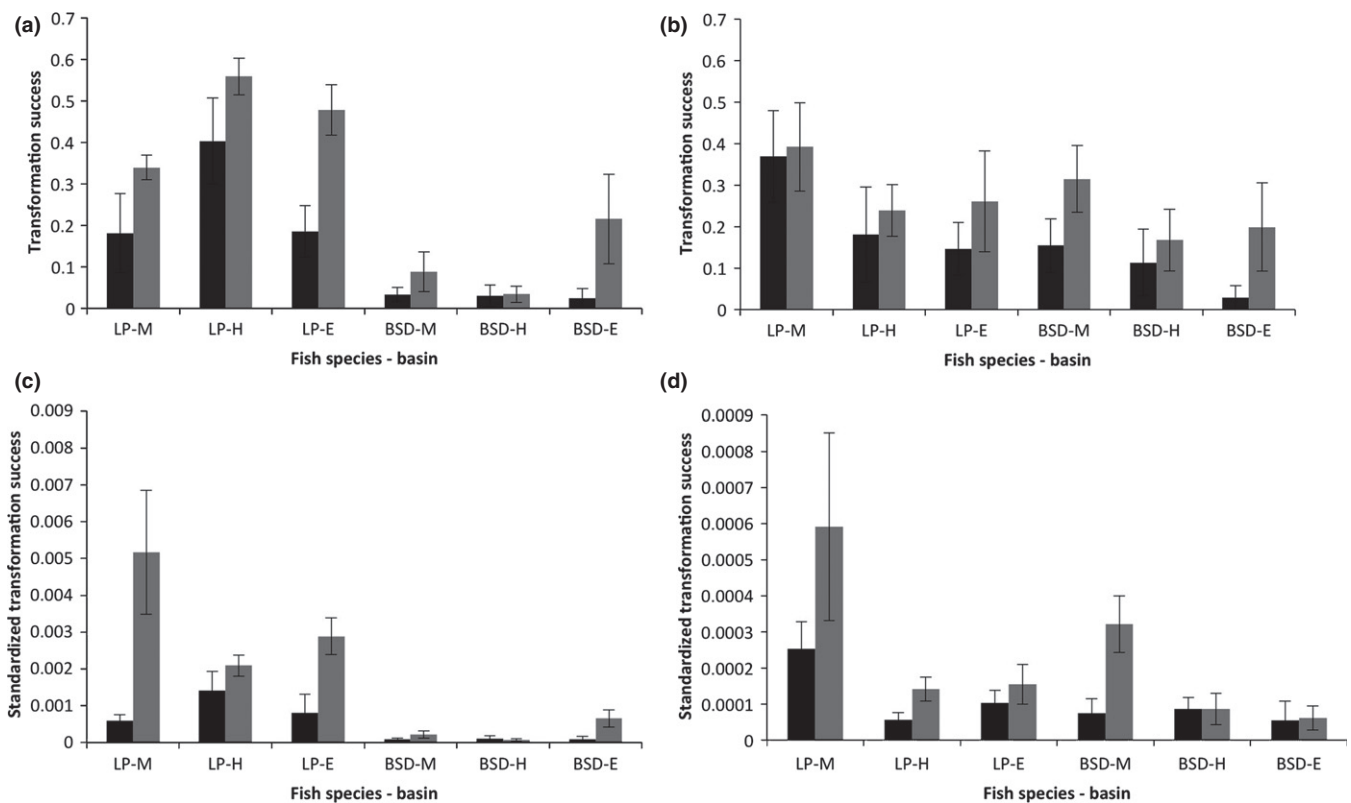 (a)
Transformation success
0.7
0.6
0.5
0.4
0.3
0.2
0.1
0
LP-M LP-H LP-E BSD-M BSD-H BSD-E
Fish species - basin
(b)
Transformation success
0.7
0.6
0.5
0.4
0.3
0.2
0.1
0
LP-M LP-H LP-E BSD-M BSD-H BSD-E
Fish species - basin
(c)
Standardized transformation success
0.009
0.008
0.007
0.006
0.005
0.004
0.003
0.002
0.001
0
LP-M LP-H LP-E BSD-M BSD-H BSD-E
Fish species - basin
(d)
Standardized transformation success
0.0009
0.0008
0.0007
0.0006
0.0005
0.0004
0.0003
0.0002
0.0001
0
LP-M LP-H LP-E BSD-M BSD-H BSD-E
Fish species - basin